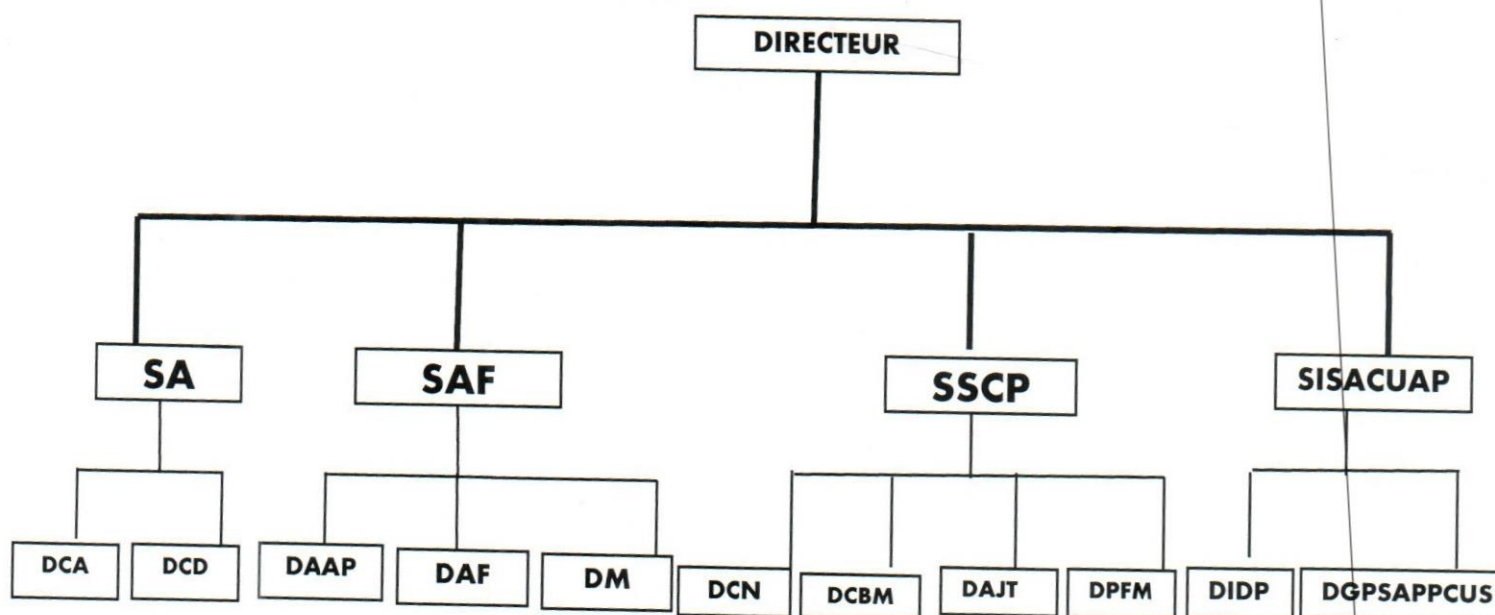 DIRECTEUR
SA
SAF
SSCP
SISACUAP
DCA
DCD
DAAP
DAF
DM
DCN
DCBM
DAJT
DPFM
DIDP
DGPSAPPCUS